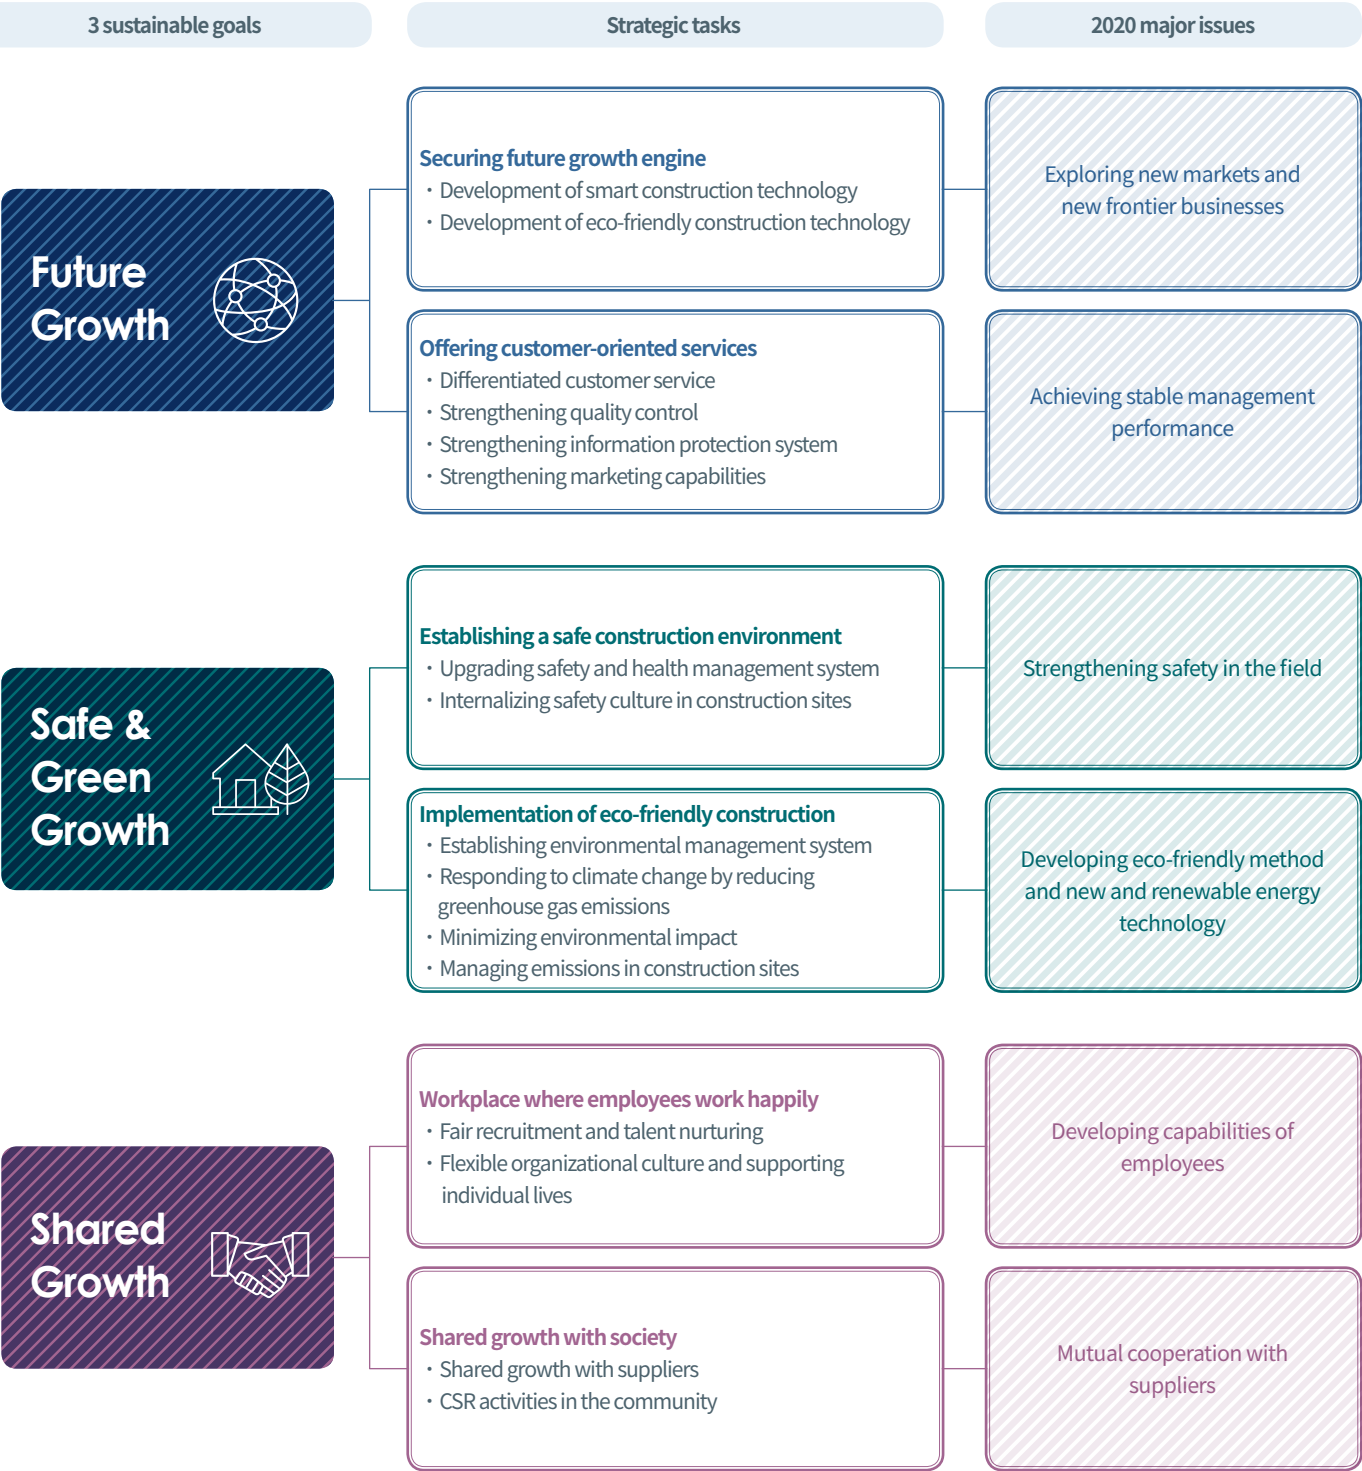 3 sustainable goals
Strategic tasks
2020 major issues
Future
Growth
Securing future growth engine
· Development of smart construction technology
· Development of eco-friendly construction technology
Exploring new markets and
new frontier businesses
Offering customer-oriented services
· Differentiated customer service
· Strengthening quality control
· Strengthening information protection system
· Strengthening marketing capabilities
Achieving stable management
performance
Safe &
Green
Growth
Establishing a safe construction environment
· Upgrading safety and health management system
· Internalizing safety culture in construction sites
Strengthening safety in the field
Implementation of eco-friendly construction
· Establishing environmental management system
· Responding to climate change by reducing
greenhouse gas emissions
· Minimizing environmental impact
· Managing emissions in construction sites
Developing eco-friendly method
and new and renewable energy
technology
Shared
Growth
Workplace where employees work happily
· Fair recruitment and talent nurturing
· Flexible organizational culture and supporting
individual lives
Developing capabilities of
employees
Shared growth with society
· Shared growth with suppliers
· CSR activities in the community
Mutual cooperation with
suppliers